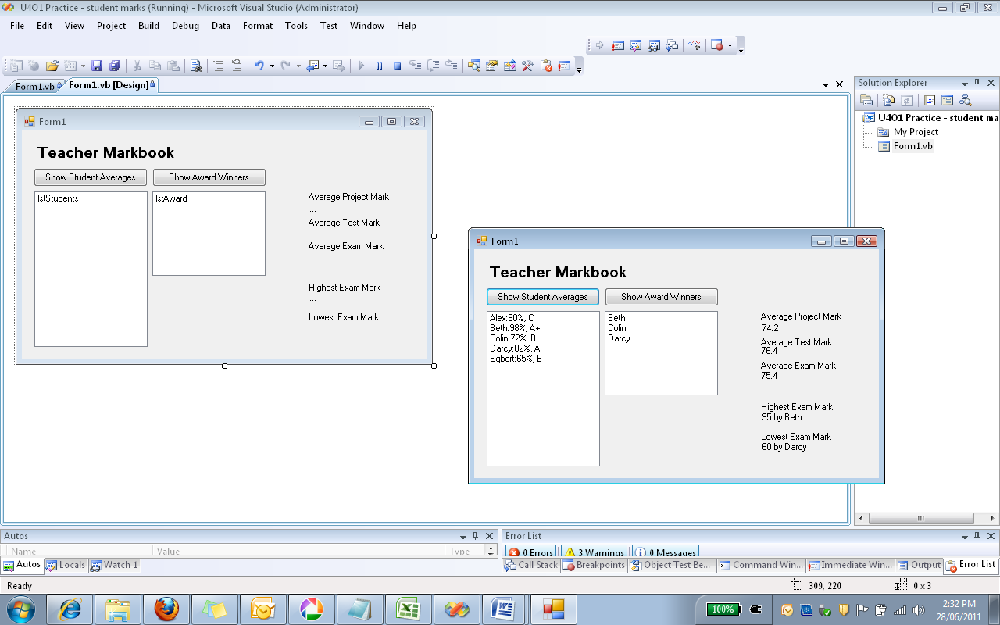 U4O1 Practice - student marks (Running) - Microsoft Visual Studio (Administrator)
File Edit View Project Build Debug Data Format Tools Test Window Help
Form1.vb Form1.vb [Design]
Solution Explorer
U4O1 Practice - student ma
My Project
Form1.vb
Form1
Teacher Markbook
Show Student Averages Show Award Winners
lstStudents
lstAward
Average Project Mark
...
Average Test Mark
...
Average Exam Mark
...
Highest Exam Mark
...
Lowest Exam Mark
...
Form1
Teacher Markbook
Show Student Averages Show Award Winners
Alex:60%, C
Beth:98%, A+
Colin:72%, B
Darcy:82%, A
Egbert:65%, B
Beth
Colin
Darcy
Average Project Mark
74.2
Average Test Mark
76.4
Average Exam Mark
75.4
Highest Exam Mark
95 by Beth
Lowest Exam Mark
60 by Darcy
Autos
Name Value Type
Autos Locals Watch 1
Error List
0 Errors 3 Warnings 0 Messages
Call Stack Breakpoints Object Test Be... Command Win... Immediate Win... Output Error List
Ready 309, 220 0 x 3
100%
2:32 PM
28/06/2011